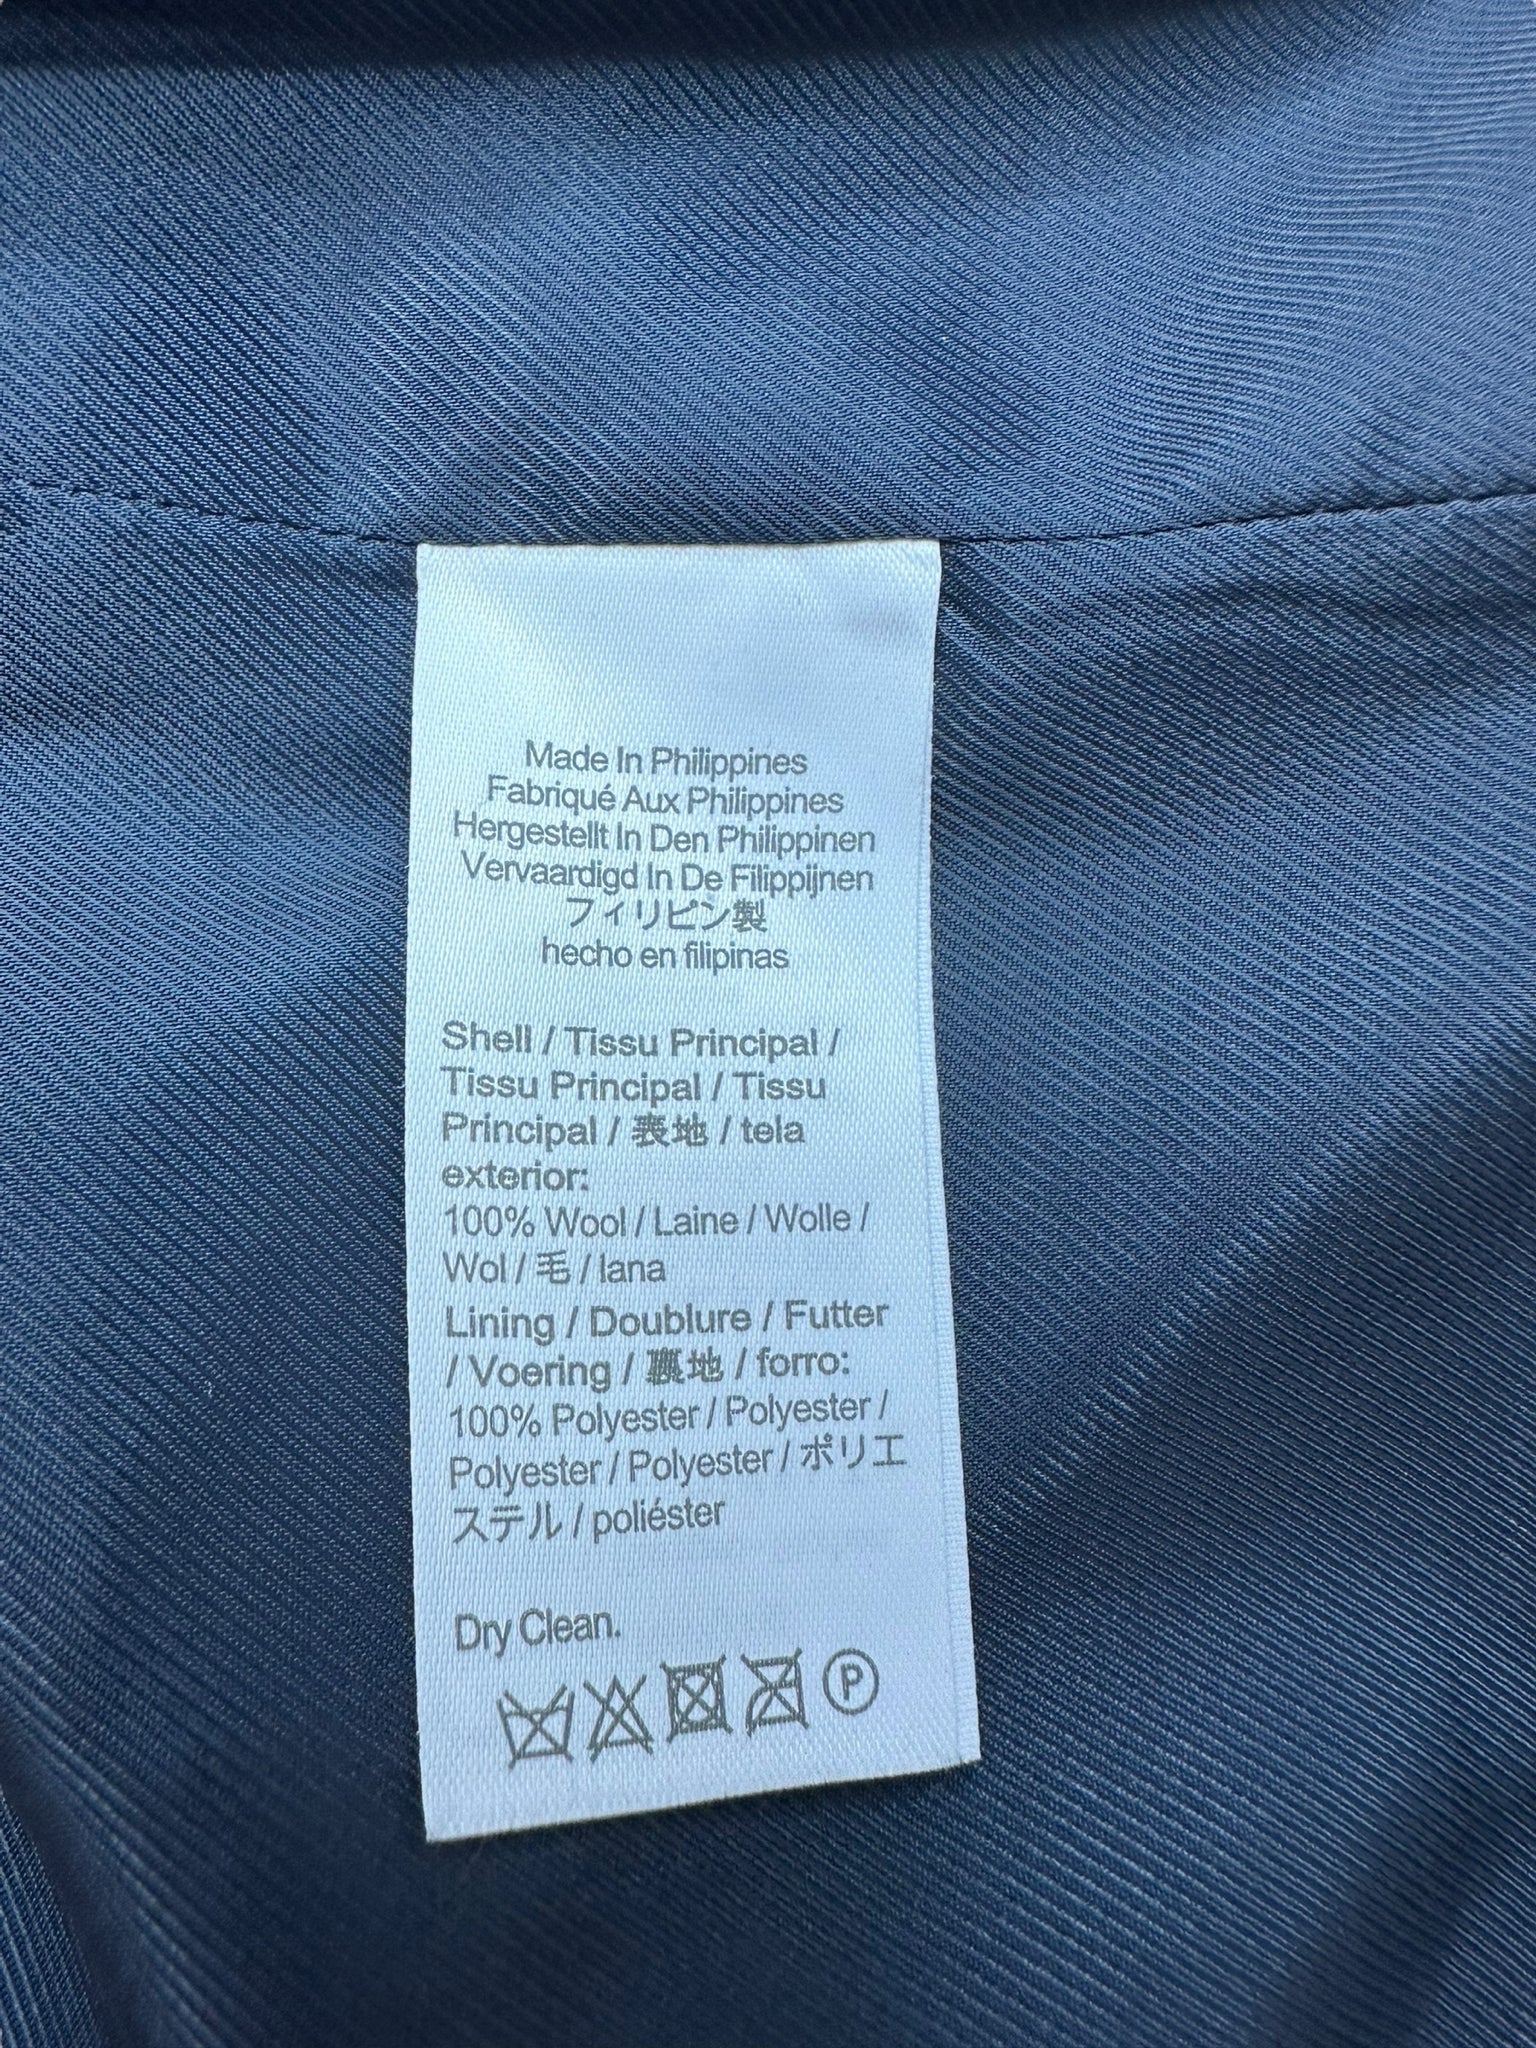 Made In Philippines
Fabriqué Aux Philippines
Hergestellt In Den Philippinen
Vervaardigd In De Filippijnen
フィリピン製
hecho en filipinas
Shell / Tissu Principal /
Tissu Principal / Tissu
Principal / 表地 / tela
exterior:
100% Wool / Laine / Wolle /
Wol / 毛 / lana
Lining / Doublure / Futter
/ Voering / 裏地 / forro:
100% Polyester / Polyester /
Polyester / Polyester / ポリエ
ステル / poliéster
Dry Clean.
P